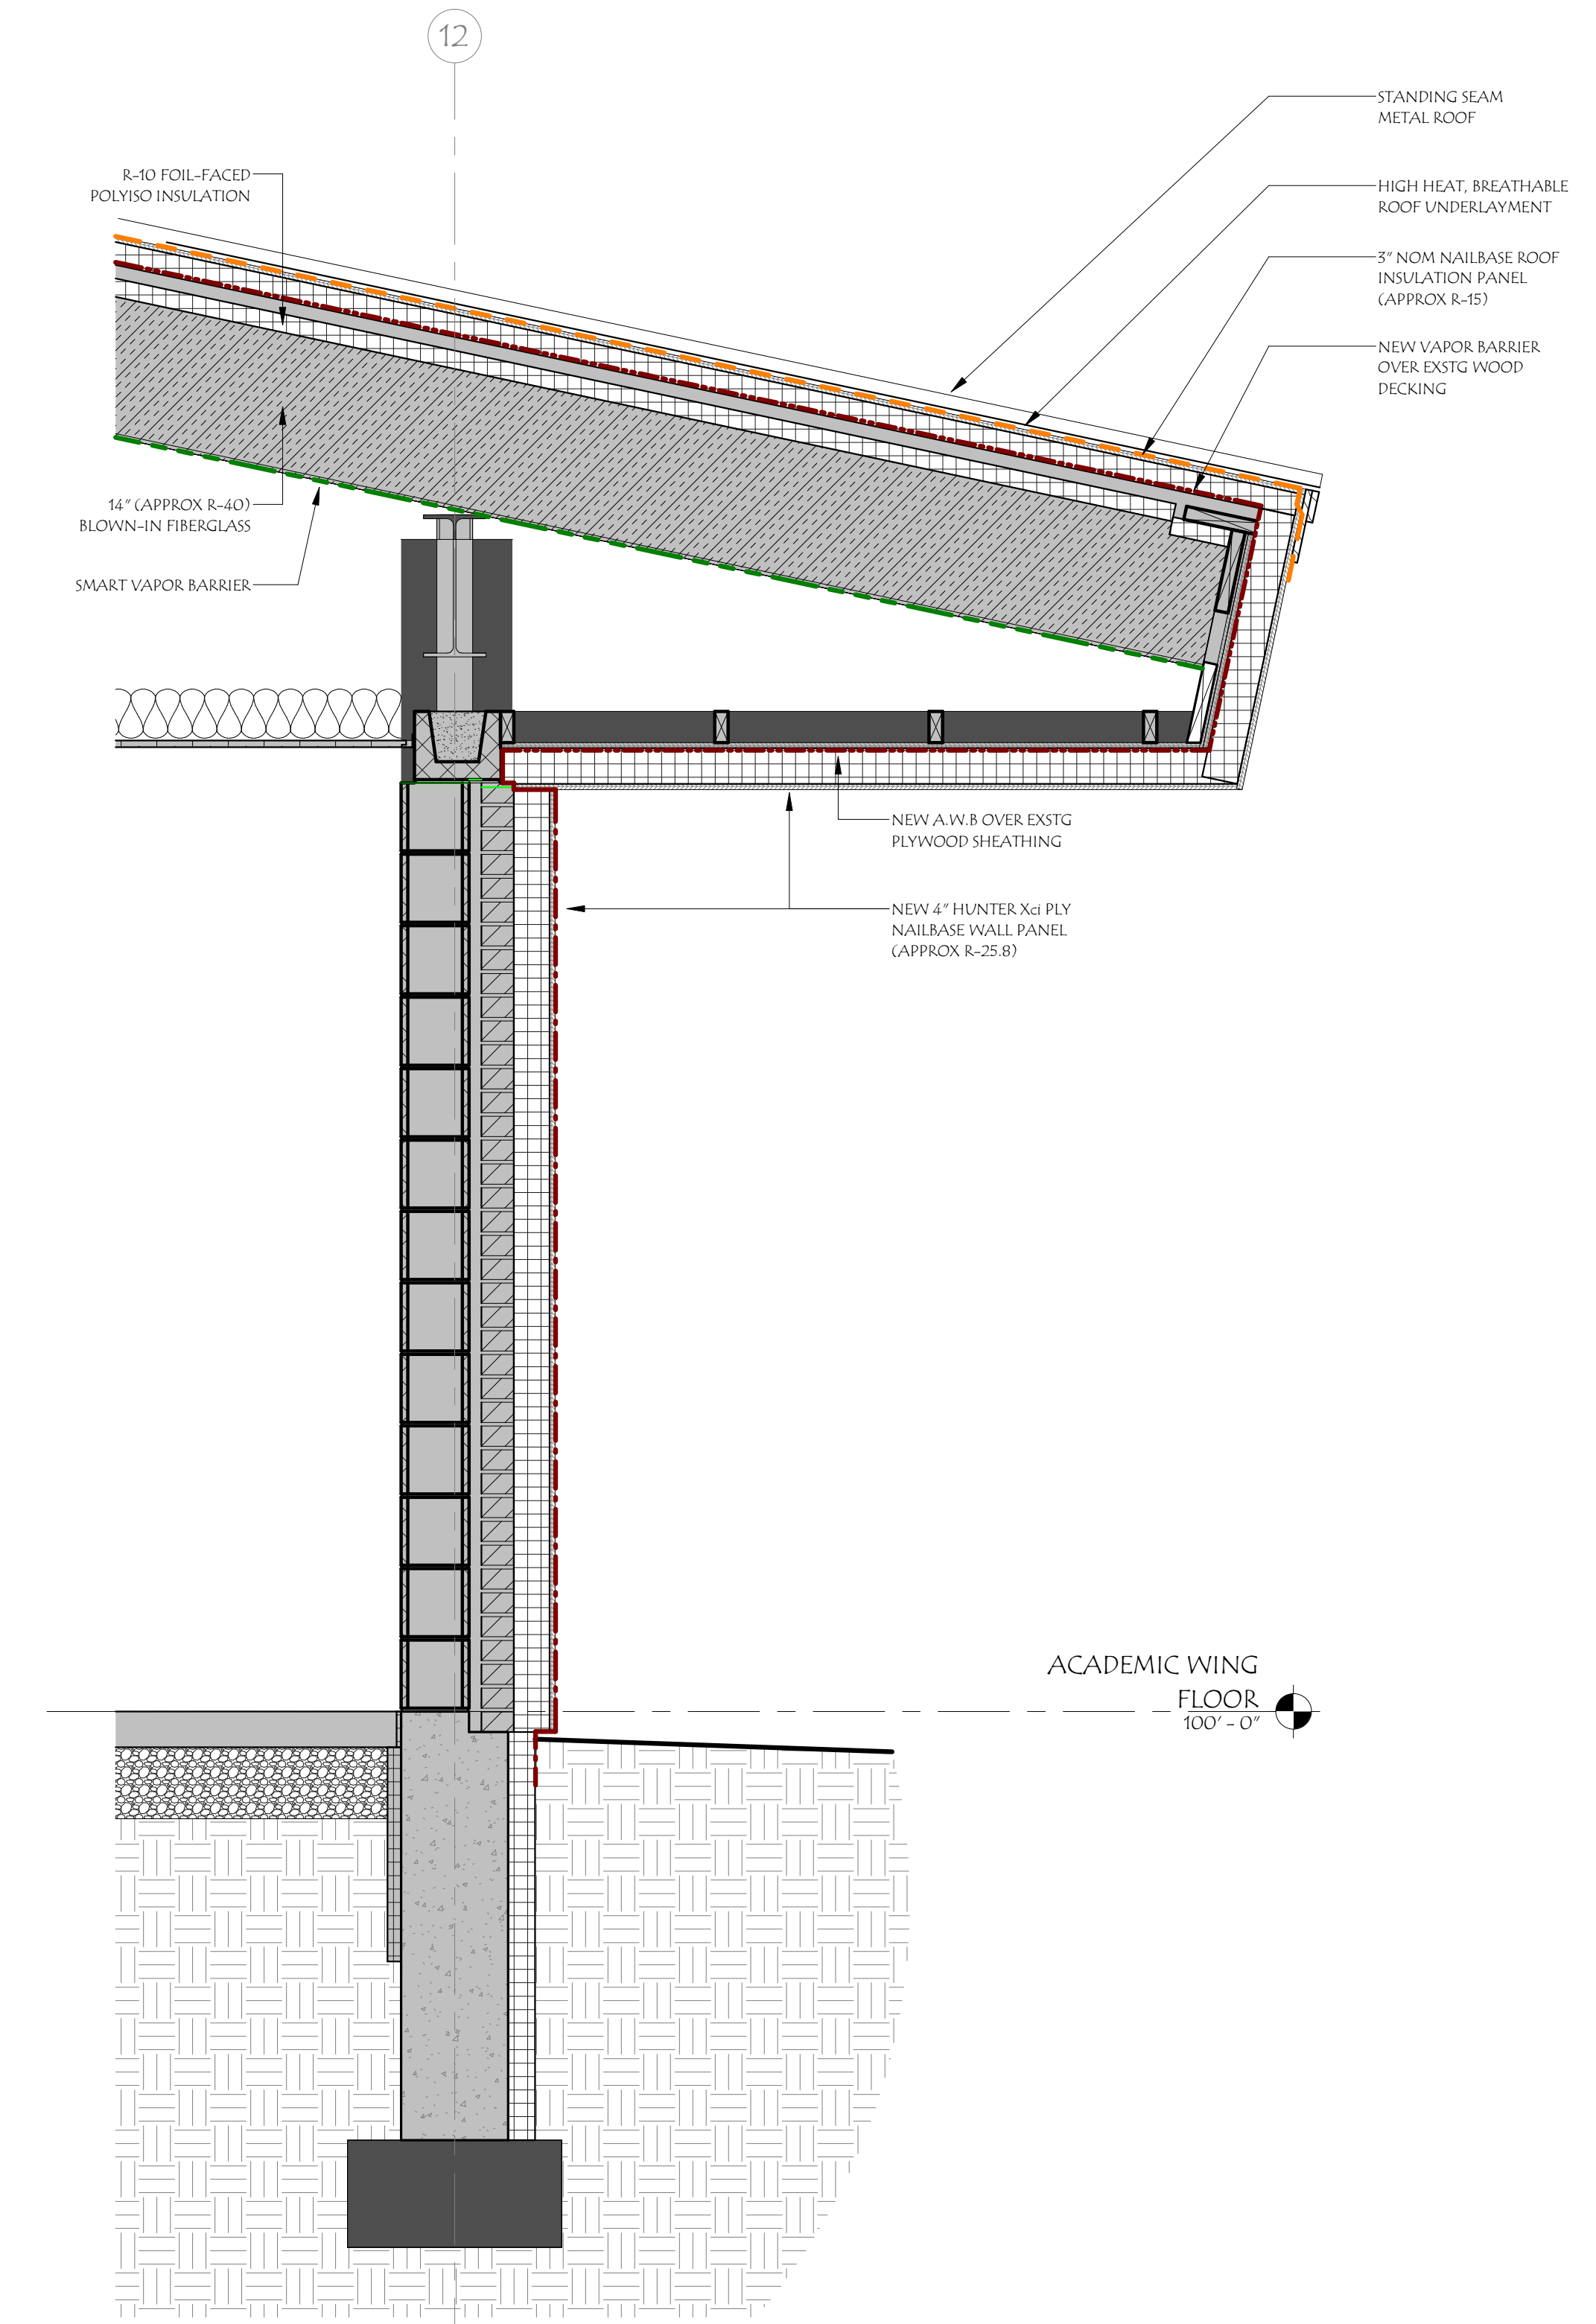 12
STANDING SEAM
METAL ROOF
R-10 FOIL-FACED
POLYISO INSULATION
HIGH HEAT, BREATHABLE
ROOF UNDERLAYMENT
3" NOM NAILBASE ROOF
INSULATION PANEL
(APPROX R-15)
NEW VAPOR BARRIER
OVER EXSTG WOOD
DECKING
14" (APPROX R-40)
BLOWN-IN FIBERGLASS
SMART VAPOR BARRIER
NEW A.W.B OVER EXSTG
PLYWOOD SHEATHING
NEW 4" HUNTER Xci PLY
NAILBASE WALL PANEL
(APPROX R-25.8)
ACADEMIC WING
FLOOR
100' - 0"